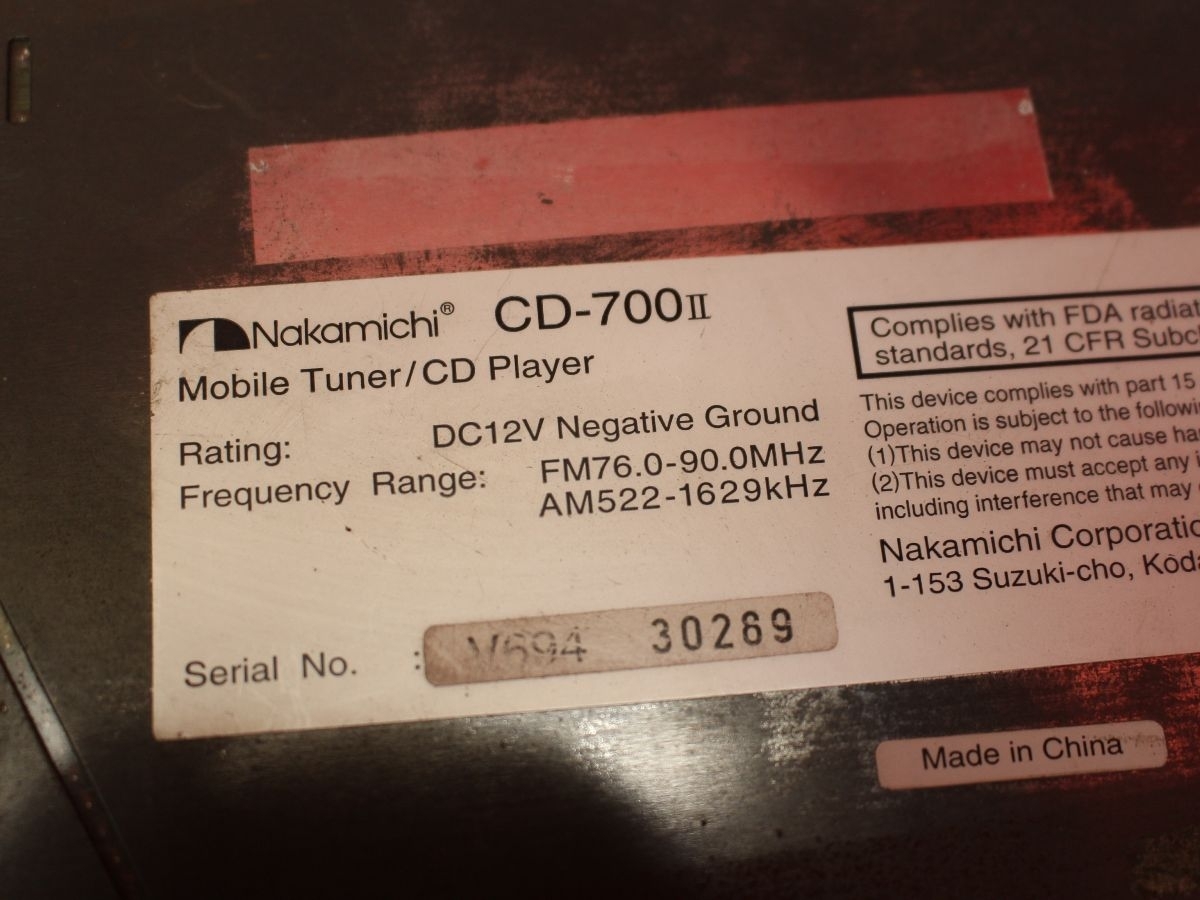 Nakamichi® CD-700II
Mobile Tuner/CD Player
Rating: DC12V Negative Ground
Frequency Range: FM76.0-90.0MHz
AM522-1629kHz
Serial No. : V694 30269
Complies with FDA radiat
standards, 21 CFR Subc
This device complies with part 15
Operation is subject to the followin
(1)This device may not cause ha
(2)This device must accept any i
including interference that may
Nakamichi Corporatio
1-153 Suzuki-cho, Koda
Made in China